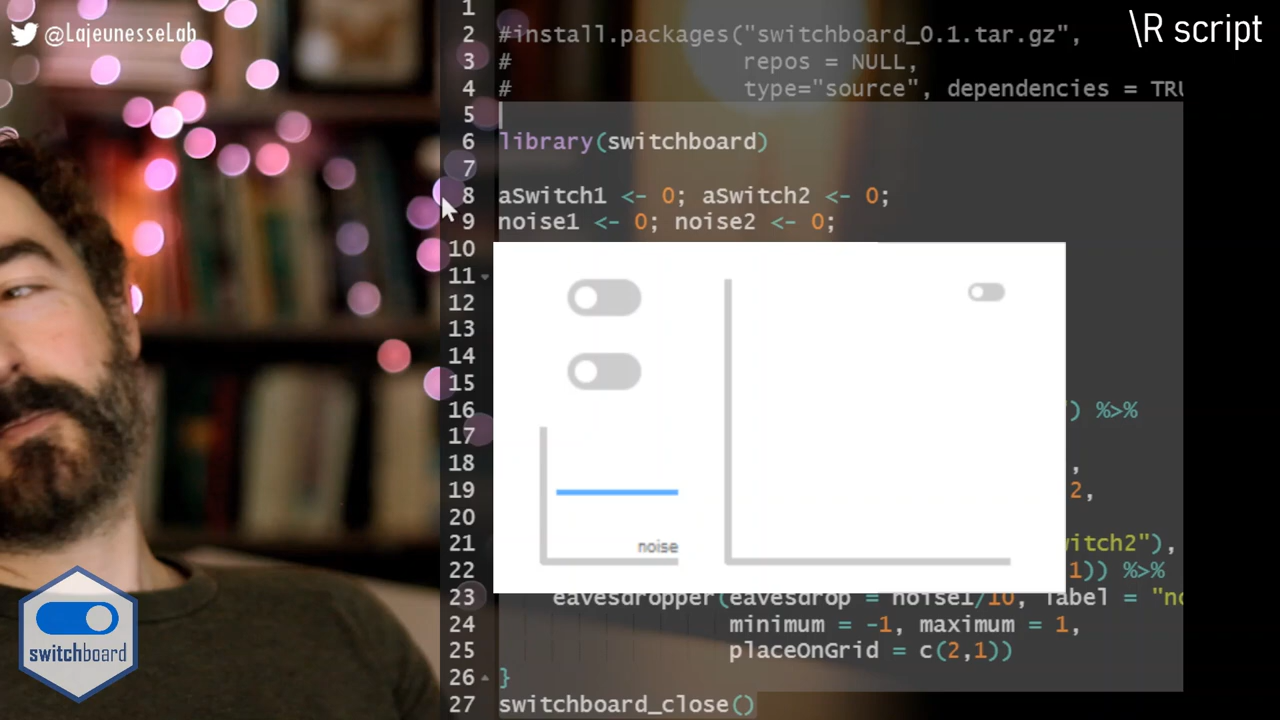 @LajeunesseLab
\R script
1
2 #install.packages("switchboard_0.1.tar.gz",
3 # repos = NULL,
4 # type="source", dependencies = TRU
5
6 library(switchboard)
7
8 aSwitch1 <- 0; aSwitch2 <- 0;
9 noise1 <- 0; noise2 <- 0;
10
11
12
13
14
15
16 ") %>%
17
18 ,
19 2,
20
21 witch2"),
22 1)) %>%
23 eavesdropper(eavesdrop = noise1/10, label = "no
24 minimum = -1, maximum = 1,
25 placeOnGrid = c(2,1))
26 }
27 switchboard_close()
noise
switchboard